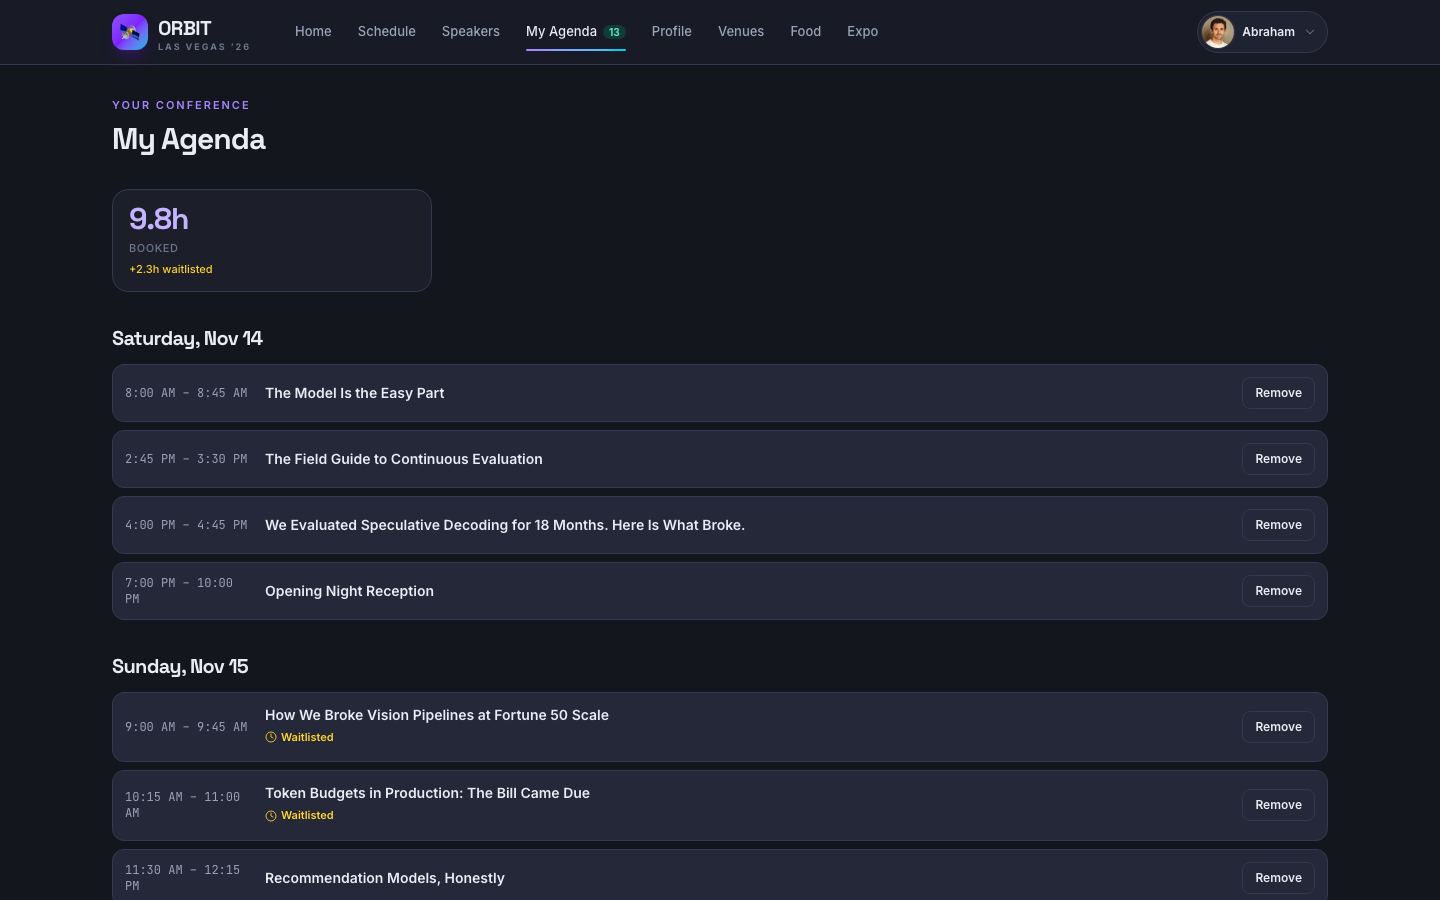 ORBIT
LAS VEGAS '26
Home
Schedule
Speakers
My Agenda 13
Profile
Venues
Food
Expo
Abraham
YOUR CONFERENCE
My Agenda
9.8h
BOOKED
+2.3h waitlisted
Saturday, Nov 14
8:00 AM – 8:45 AM
The Model Is the Easy Part
Remove
2:45 PM – 3:30 PM
The Field Guide to Continuous Evaluation
Remove
4:00 PM – 4:45 PM
We Evaluated Speculative Decoding for 18 Months. Here Is What Broke.
Remove
7:00 PM – 10:00
PM
Opening Night Reception
Remove
Sunday, Nov 15
9:00 AM – 9:45 AM
How We Broke Vision Pipelines at Fortune 50 Scale
Waitlisted
Remove
10:15 AM – 11:00
AM
Token Budgets in Production: The Bill Came Due
Waitlisted
Remove
11:30 AM – 12:15
PM
Recommendation Models, Honestly
Remove